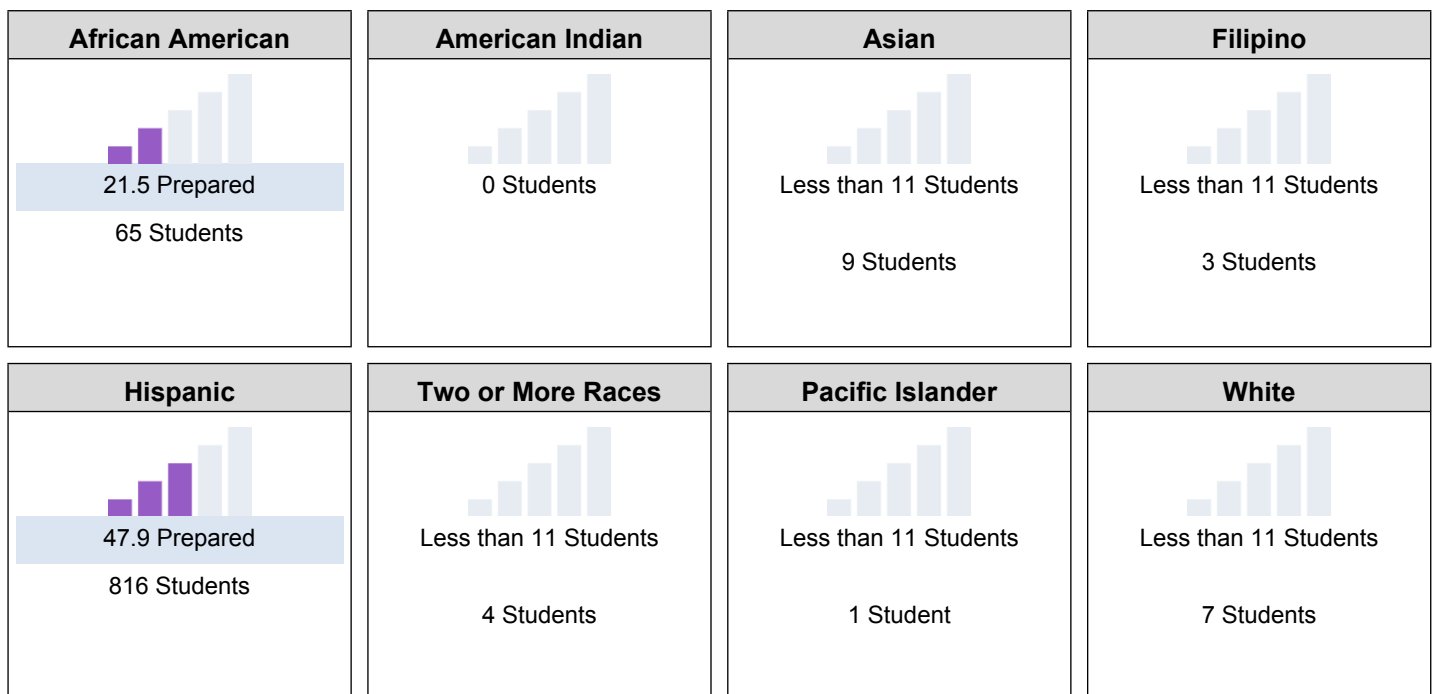 African American
21.5 Prepared
65 Students
American Indian
0 Students
Asian
Less than 11 Students
9 Students
Filipino
Less than 11 Students
3 Students
Hispanic
47.9 Prepared
816 Students
Two or More Races
Less than 11 Students
4 Students
Pacific Islander
Less than 11 Students
1 Student
White
Less than 11 Students
7 Students